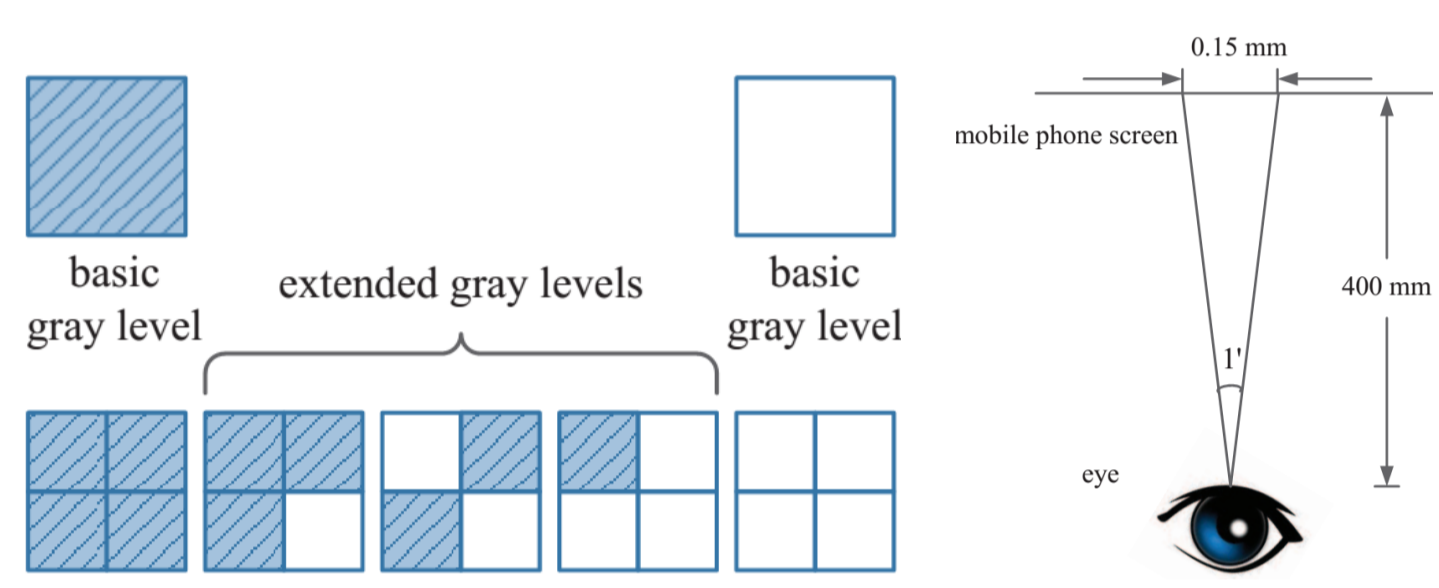 basic
gray level
extended gray levels
basic
gray level
0.15 mm
mobile phone screen
400 mm
1'
eye